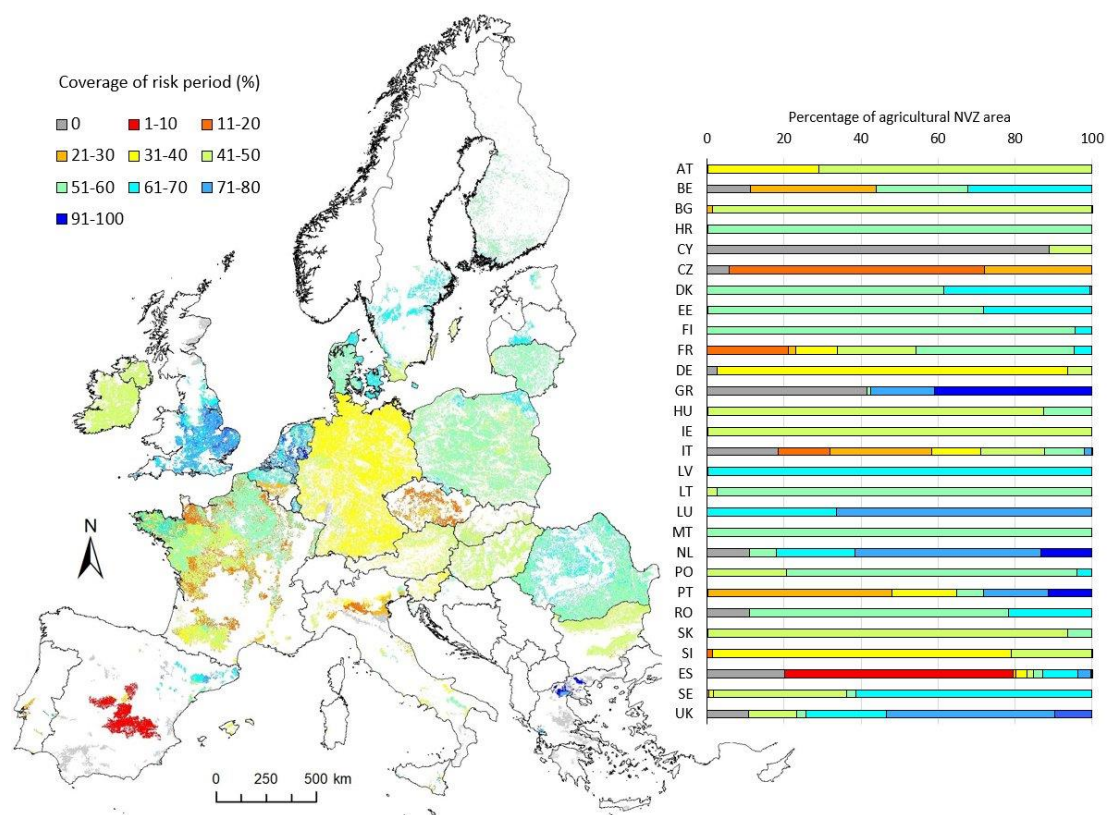 Coverage of risk period (%)
0 1-10 11-20
21-30 31-40 41-50
51-60 61-70 71-80
91-100
N
0 250 500 km
Percentage of agricultural NVZ area
0 20 40 60 80 100
AT
BE
BG
HR
CY
CZ
DK
EE
FI
FR
DE
GR
HU
IE
IT
LV
LT
LU
MT
NL
PO
PT
RO
SK
SI
ES
SE
UK